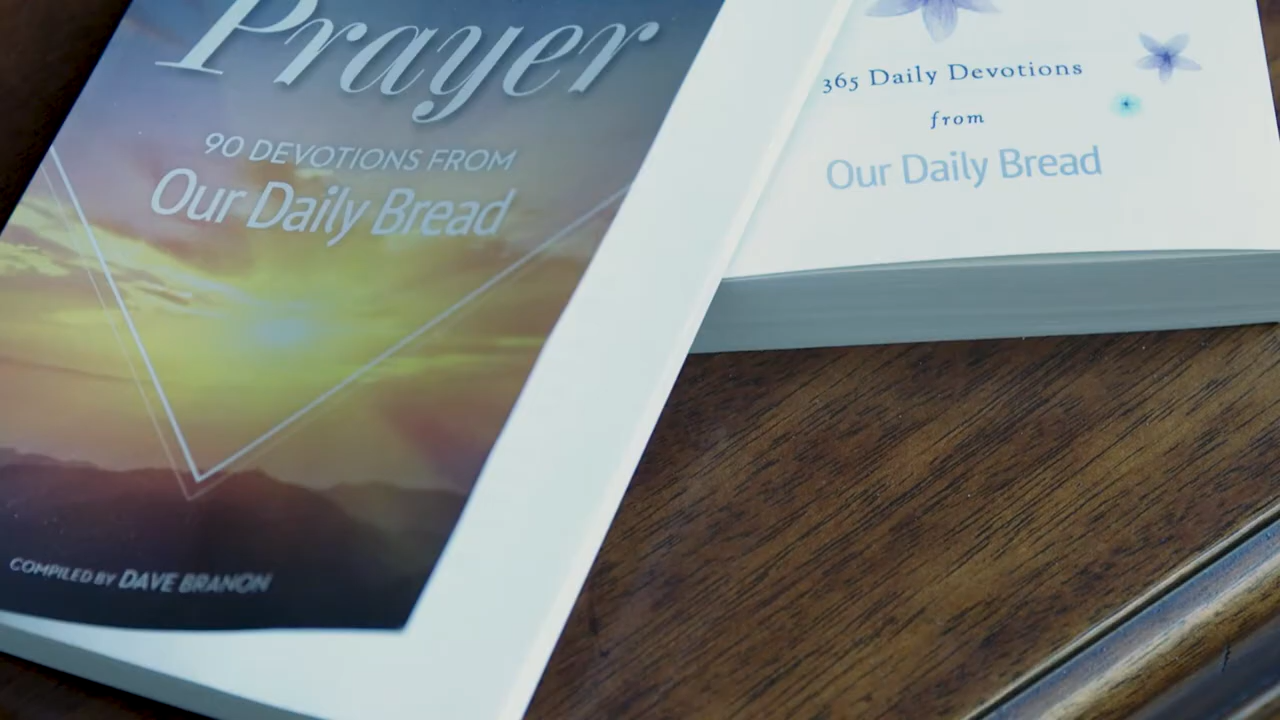 Prayer
90 DEVOTIONS FROM
Our Daily Bread
COMPILED BY DAVE BRANON
365 Daily Devotions
from
Our Daily Bread